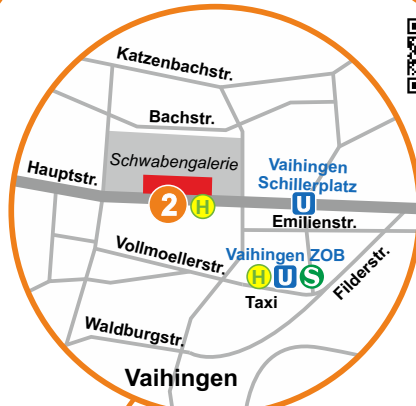 Katzenbachstr.
Bachstr.
Schwabengalerie
Hauptstr.
Vaihingen
Schillerplatz
2
H
U
Emilienstr.
Vollmoellerstr.
Vaihingen ZOB
H U S
Taxi
Filderstr.
Waldburgstr.
Vaihingen